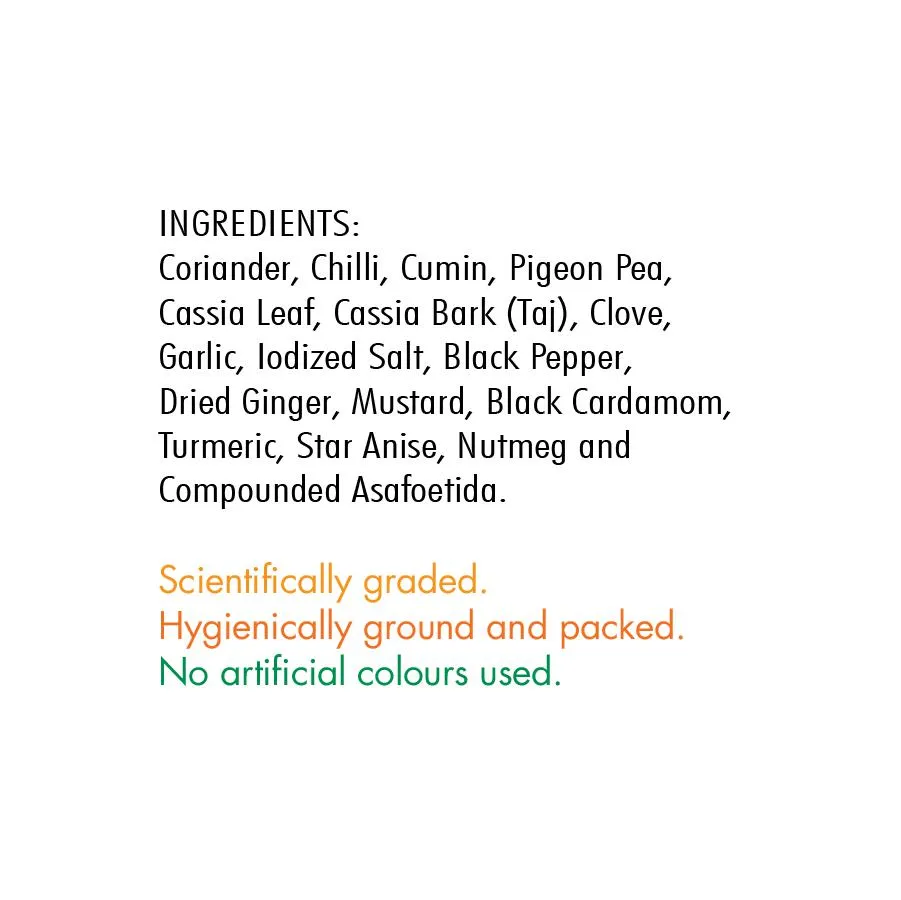 INGREDIENTS:
Coriander, Chilli, Cumin, Pigeon Pea,
Cassia Leaf, Cassia Bark (Taj), Clove,
Garlic, Iodized Salt, Black Pepper,
Dried Ginger, Mustard, Black Cardamom,
Turmeric, Star Anise, Nutmeg and
Compounded Asafoetida.
Scientifically graded.
Hygienically ground and packed.
No artificial colours used.